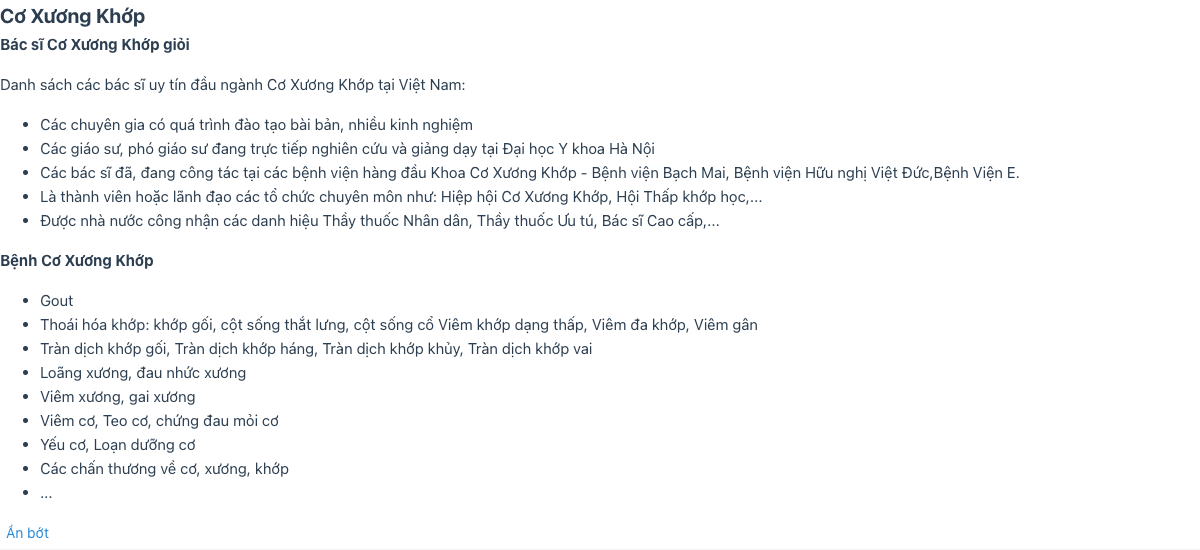 Cơ Xương Khớp
Bác sĩ Cơ Xương Khớp giỏi
Danh sách các bác sĩ uy tín đầu ngành Cơ Xương Khớp tại Việt Nam:
• Các chuyên gia có quá trình đào tạo bài bản, nhiều kinh nghiệm
• Các giáo sư, phó giáo sư đang trực tiếp nghiên cứu và giảng dạy tại Đại học Y khoa Hà Nội
• Các bác sĩ đã, đang công tác tại các bệnh viện hàng đầu Khoa Cơ Xương Khớp - Bệnh viện Bạch Mai, Bệnh viện Hữu nghị Việt Đức,Bệnh Viện E.
• Là thành viên hoặc lãnh đạo các tổ chức chuyên môn như: Hiệp hội Cơ Xương Khớp, Hội Thấp khớp học,...
• Được nhà nước công nhận các danh hiệu Thầy thuốc Nhân dân, Thầy thuốc Ưu tú, Bác sĩ Cao cấp,...
Bệnh Cơ Xương Khớp
• Gout
• Thoái hóa khớp: khớp gối, cột sống thắt lưng, cột sống cổ Viêm khớp dạng thấp, Viêm đa khớp, Viêm gân
• Tràn dịch khớp gối, Tràn dịch khớp háng, Tràn dịch khớp khủy, Tràn dịch khớp vai
• Loãng xương, đau nhức xương
• Viêm xương, gai xương
• Viêm cơ, Teo cơ, chứng đau mỏi cơ
• Yếu cơ, Loạn dưỡng cơ
• Các chấn thương về cơ, xương, khớp
• ...
Ẩn bớt